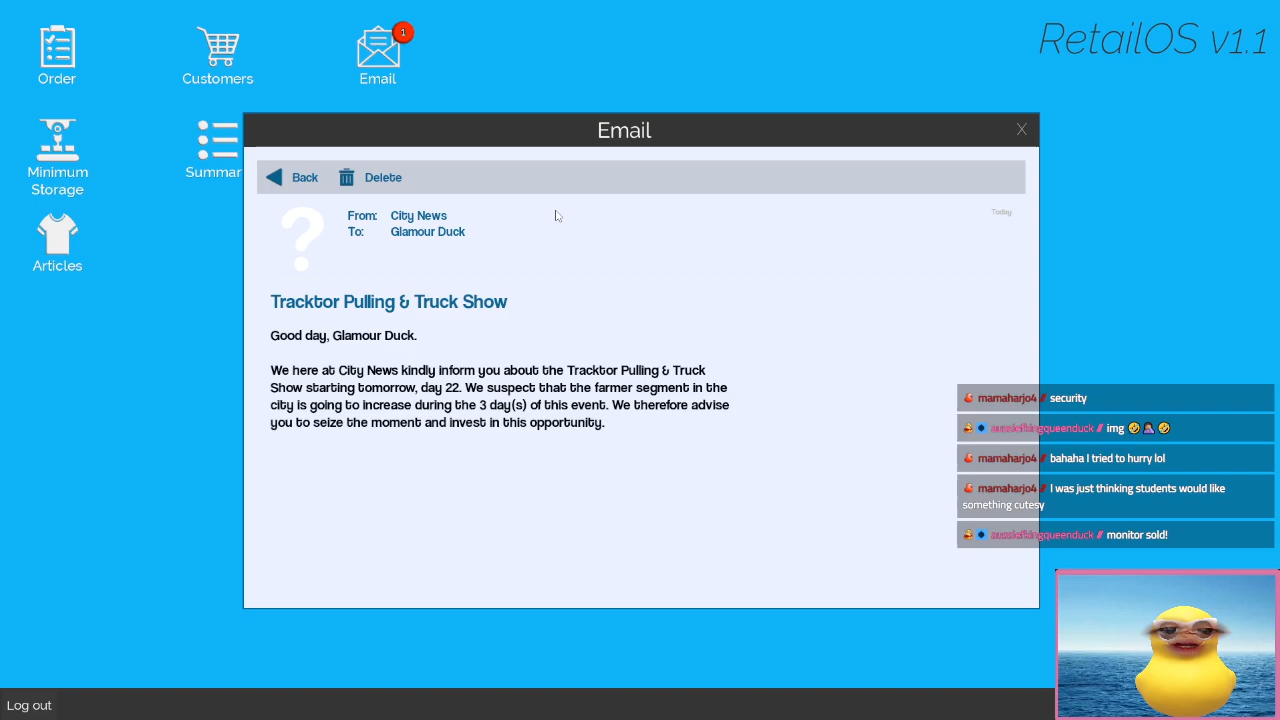 RetailOS v1.1
Order
Customers
Email
1
Minimum
Storage
Summar
Articles
Email
X
Back
Delete
From: City News
To: Glamour Duck
Today
Tracktor Pulling & Truck Show
Good day, Glamour Duck.
We here at City News kindly inform you about the Tracktor Pulling & Truck
Show starting tomorrow, day 22. We suspect that the farmer segment in the
city is going to increase during the 3 day(s) of this event. We therefore advise
you to seize the moment and invest in this opportunity.
mamaharjo4 // security
// img 🤣🤦🏻‍♀️🤣
mamaharjo4 // bahaha I tried to hurry lol
mamaharjo4 // I was just thinking students would like
something cutesy
// monitor sold!
Log out